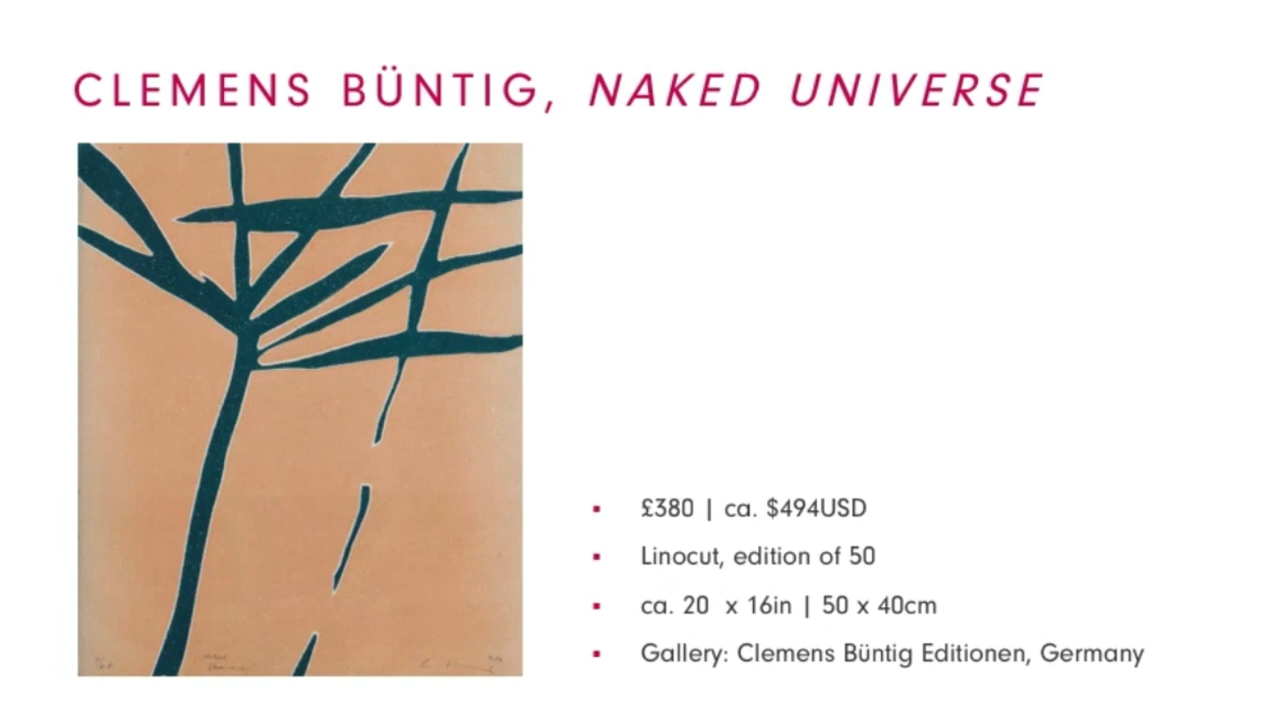 CLEMENS BÜNTIG, NAKED UNIVERSE
£380 | ca. $494USD
Linocut, edition of 50
ca. 20 x 16in | 50 x 40cm
Gallery: Clemens Büntig Editionen, Germany